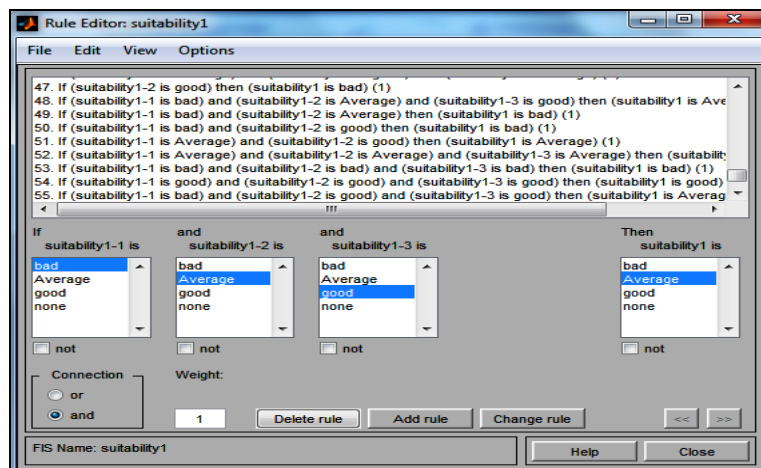 Rule Editor: suitability1
File Edit View Options
47. If (suitability1-2 is good) then (suitability1 is bad) (1)
48. If (suitability1-1 is bad) and (suitability1-2 is Average) and (suitability1-3 is good) then (suitability1 is Ave
49. If (suitability1-1 is bad) and (suitability1-2 is Average) then (suitability1 is bad) (1)
50. If (suitability1-1 is bad) and (suitability1-2 is good) then (suitability1 is bad) (1)
51. If (suitability1-1 is Average) and (suitability1-2 is good) then (suitability1 is Average) (1)
52. If (suitability1-1 is Average) and (suitability1-2 is Average) and (suitability1-3 is Average) then (suitability
53. If (suitability1-1 is bad) and (suitability1-2 is bad) and (suitability1-3 is bad) then (suitability1 is bad) (1)
54. If (suitability1-1 is good) and (suitability1-2 is good) and (suitability1-3 is good) then (suitability1 is good)
55. If (suitability1-1 is bad) and (suitability1-2 is good) and (suitability1-3 is good) then (suitability1 is Averag
If and and Then
suitability1-1 is suitability1-2 is suitability1-3 is suitability1 is
bad bad bad bad
Average Average Average Average
good good good good
none none none none
not not not not
Connection Weight:
or
and 1 Delete rule Add rule Change rule << >>
FIS Name: suitability1 Help Close